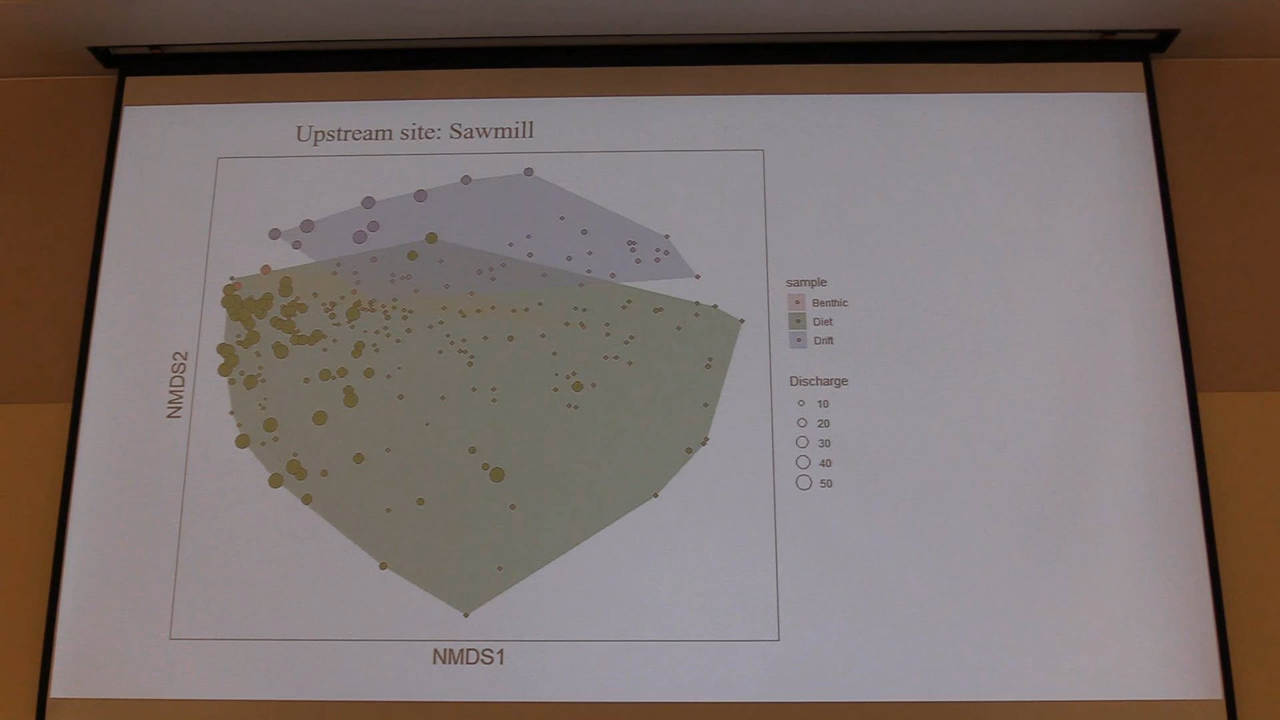 Upstream site: Sawmill
NMDS2
NMDS1
sample
Benthic
Diet
Drift
Discharge
10
20
30
40
50